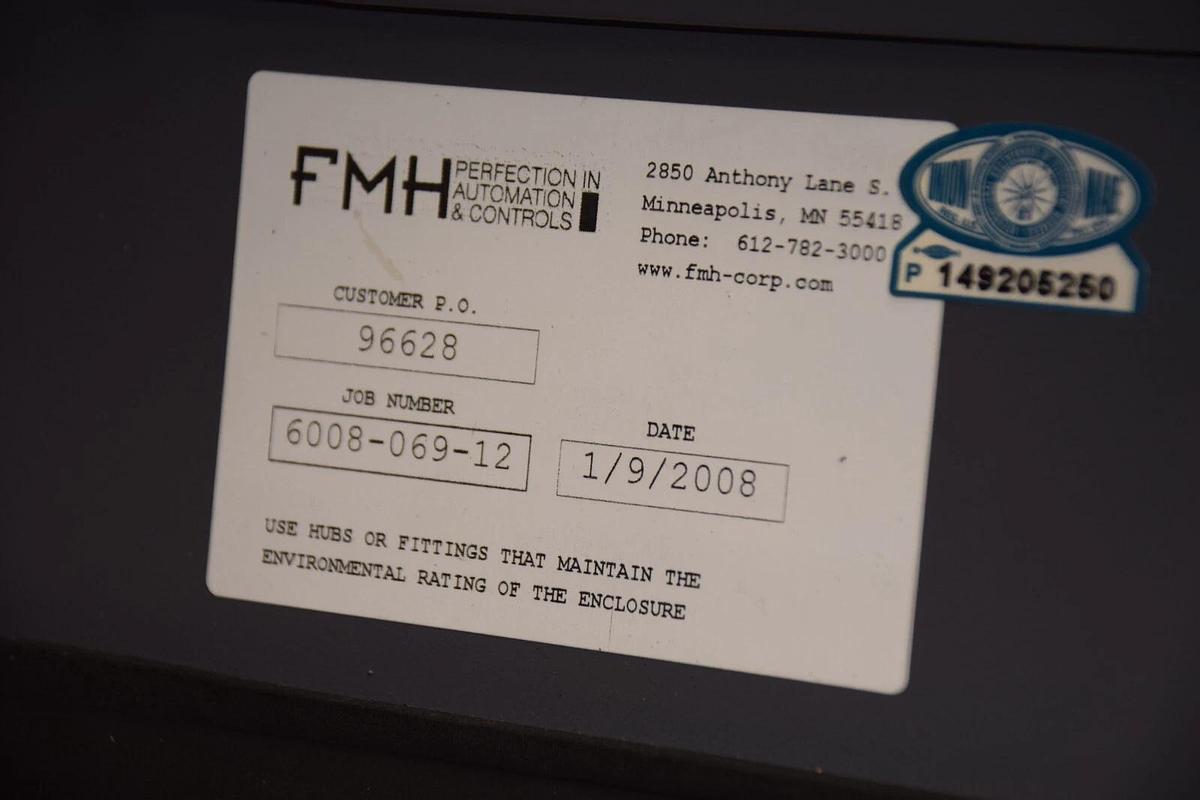 FMH
PERFECTION IN
AUTOMATION
& CONTROLS
2850 Anthony Lane S.
Minneapolis, MN 55418
Phone: 612-782-3000
www.fmh-corp.com
UNION MADE
P 149205250
CUSTOMER P.O.
96628
JOB NUMBER
6008-069-12
DATE
1/9/2008
USE HUBS OR FITTINGS THAT MAINTAIN THE
ENVIRONMENTAL RATING OF THE ENCLOSURE